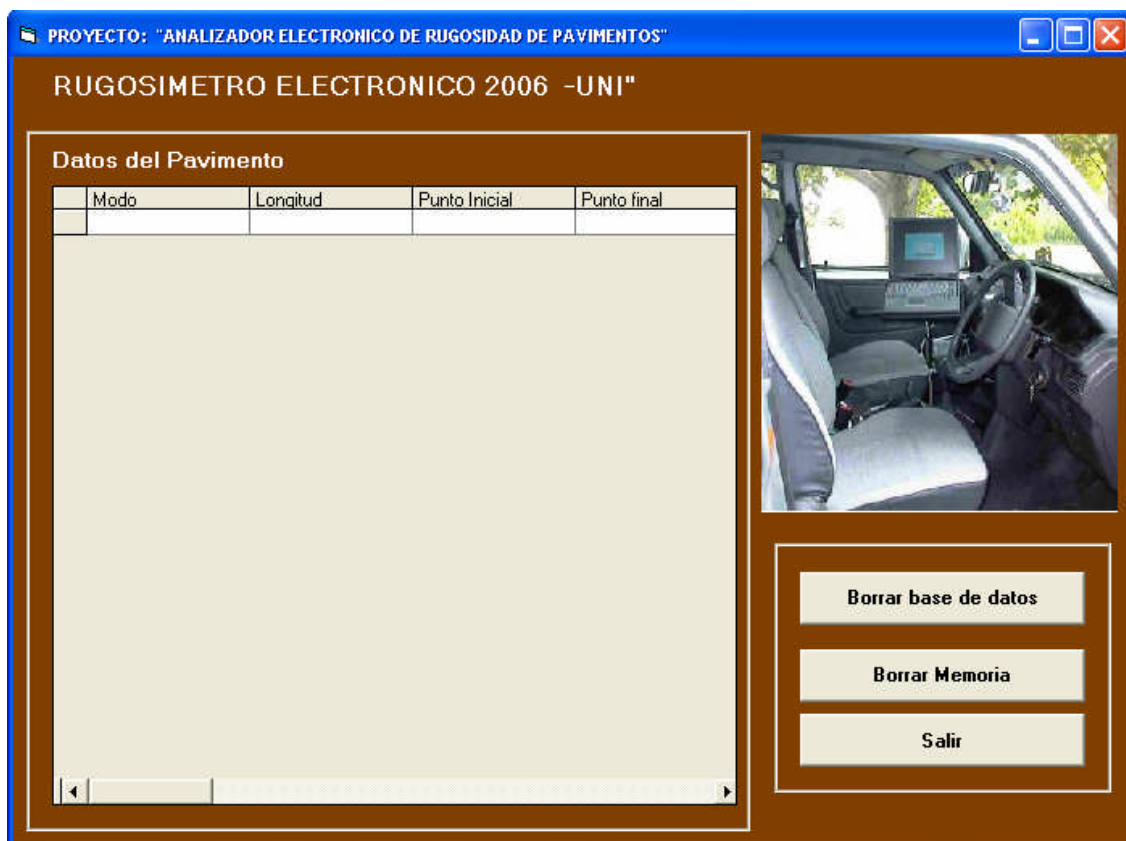 PROYECTO: "ANALIZADOR ELECTRONICO DE RUGOSIDAD DE PAVIMENTOS"
RUGOSIMETRO ELECTRONICO 2006 -UNI"
Datos del Pavimento
Modo Longitud Punto Inicial Punto final
Borrar base de datos
Borrar Memoria
Salir